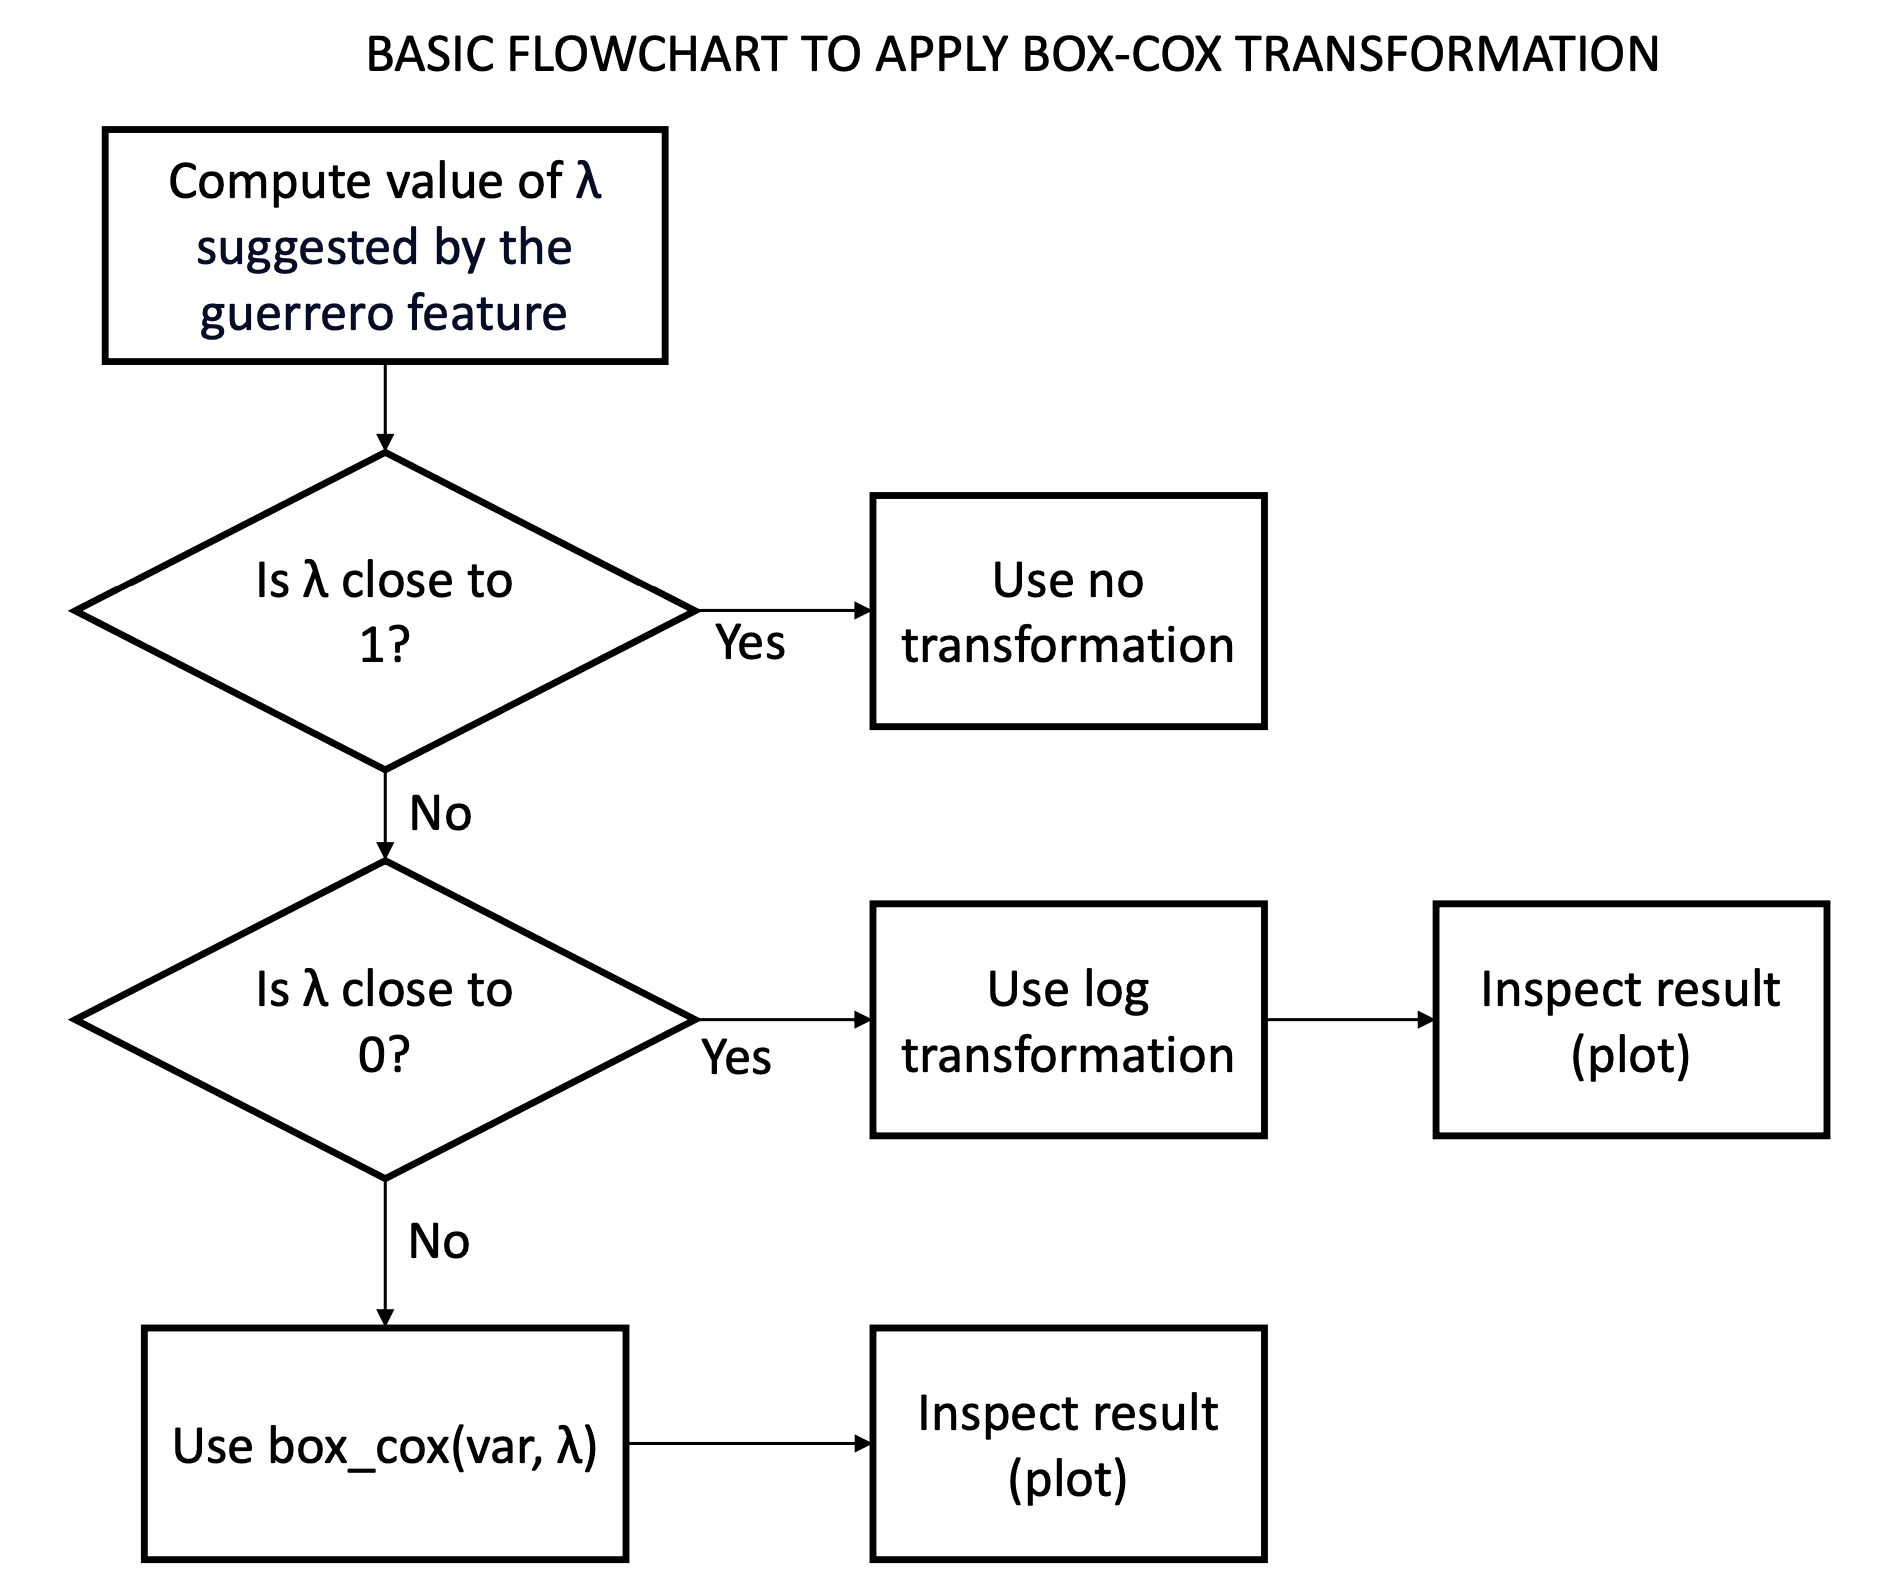 BASIC FLOWCHART TO APPLY BOX-COX TRANSFORMATION
Compute value of λ
suggested by the
guerrero feature
Is λ close to
1?
Yes
Use no
transformation
No
Is λ close to
0?
Yes
Use log
transformation
Inspect result
(plot)
No
Use box_cox(var, λ)
Inspect result
(plot)